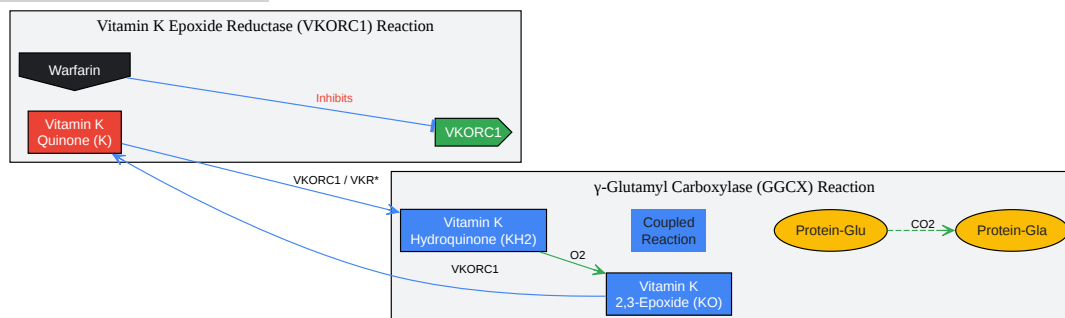 Vitamin K Epoxide Reductase (VKORC1) Reaction
Warfarin
Inhibits
VKORC1
Vitamin K
Quinone (K)
VKORC1 / VKR*
γ-Glutamyl Carboxylase (GGCX) Reaction
Vitamin K
Hydroquinone (KH2)
Coupled
Reaction
Protein-Glu
CO2
Protein-Gla
O2
VKORC1
Vitamin K
2,3-Epoxide (KO)